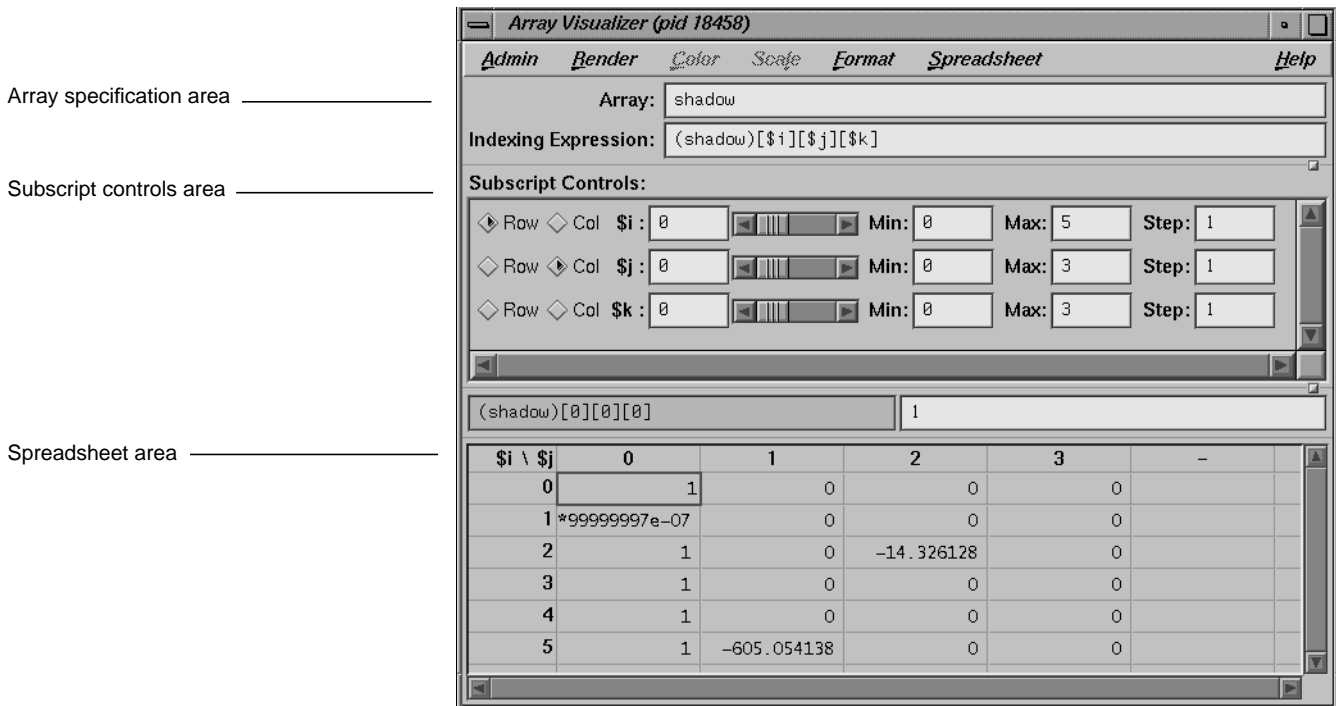 Array Visualizer (pid 18458)
Admin Render Color Scale Format Spreadsheet Help
Array specification area
Array: shadow
Indexing Expression: (shadow)[$i][$j][$k]
Subscript controls area
Subscript Controls:
Row Col $i : 0 Min: 0 Max: 5 Step: 1
Row Col $j : 0 Min: 0 Max: 3 Step: 1
Row Col $k : 0 Min: 0 Max: 3 Step: 1
(shadow)[0][0][0] 1
Spreadsheet area
$i \ $j 0 1 2 3 –
0 1 0 0 0
1 *99999997e–07 0 0 0
2 1 0 –14.326128 0
3 1 0 0 0
4 1 0 0 0
5 1 –605.054138 0 0